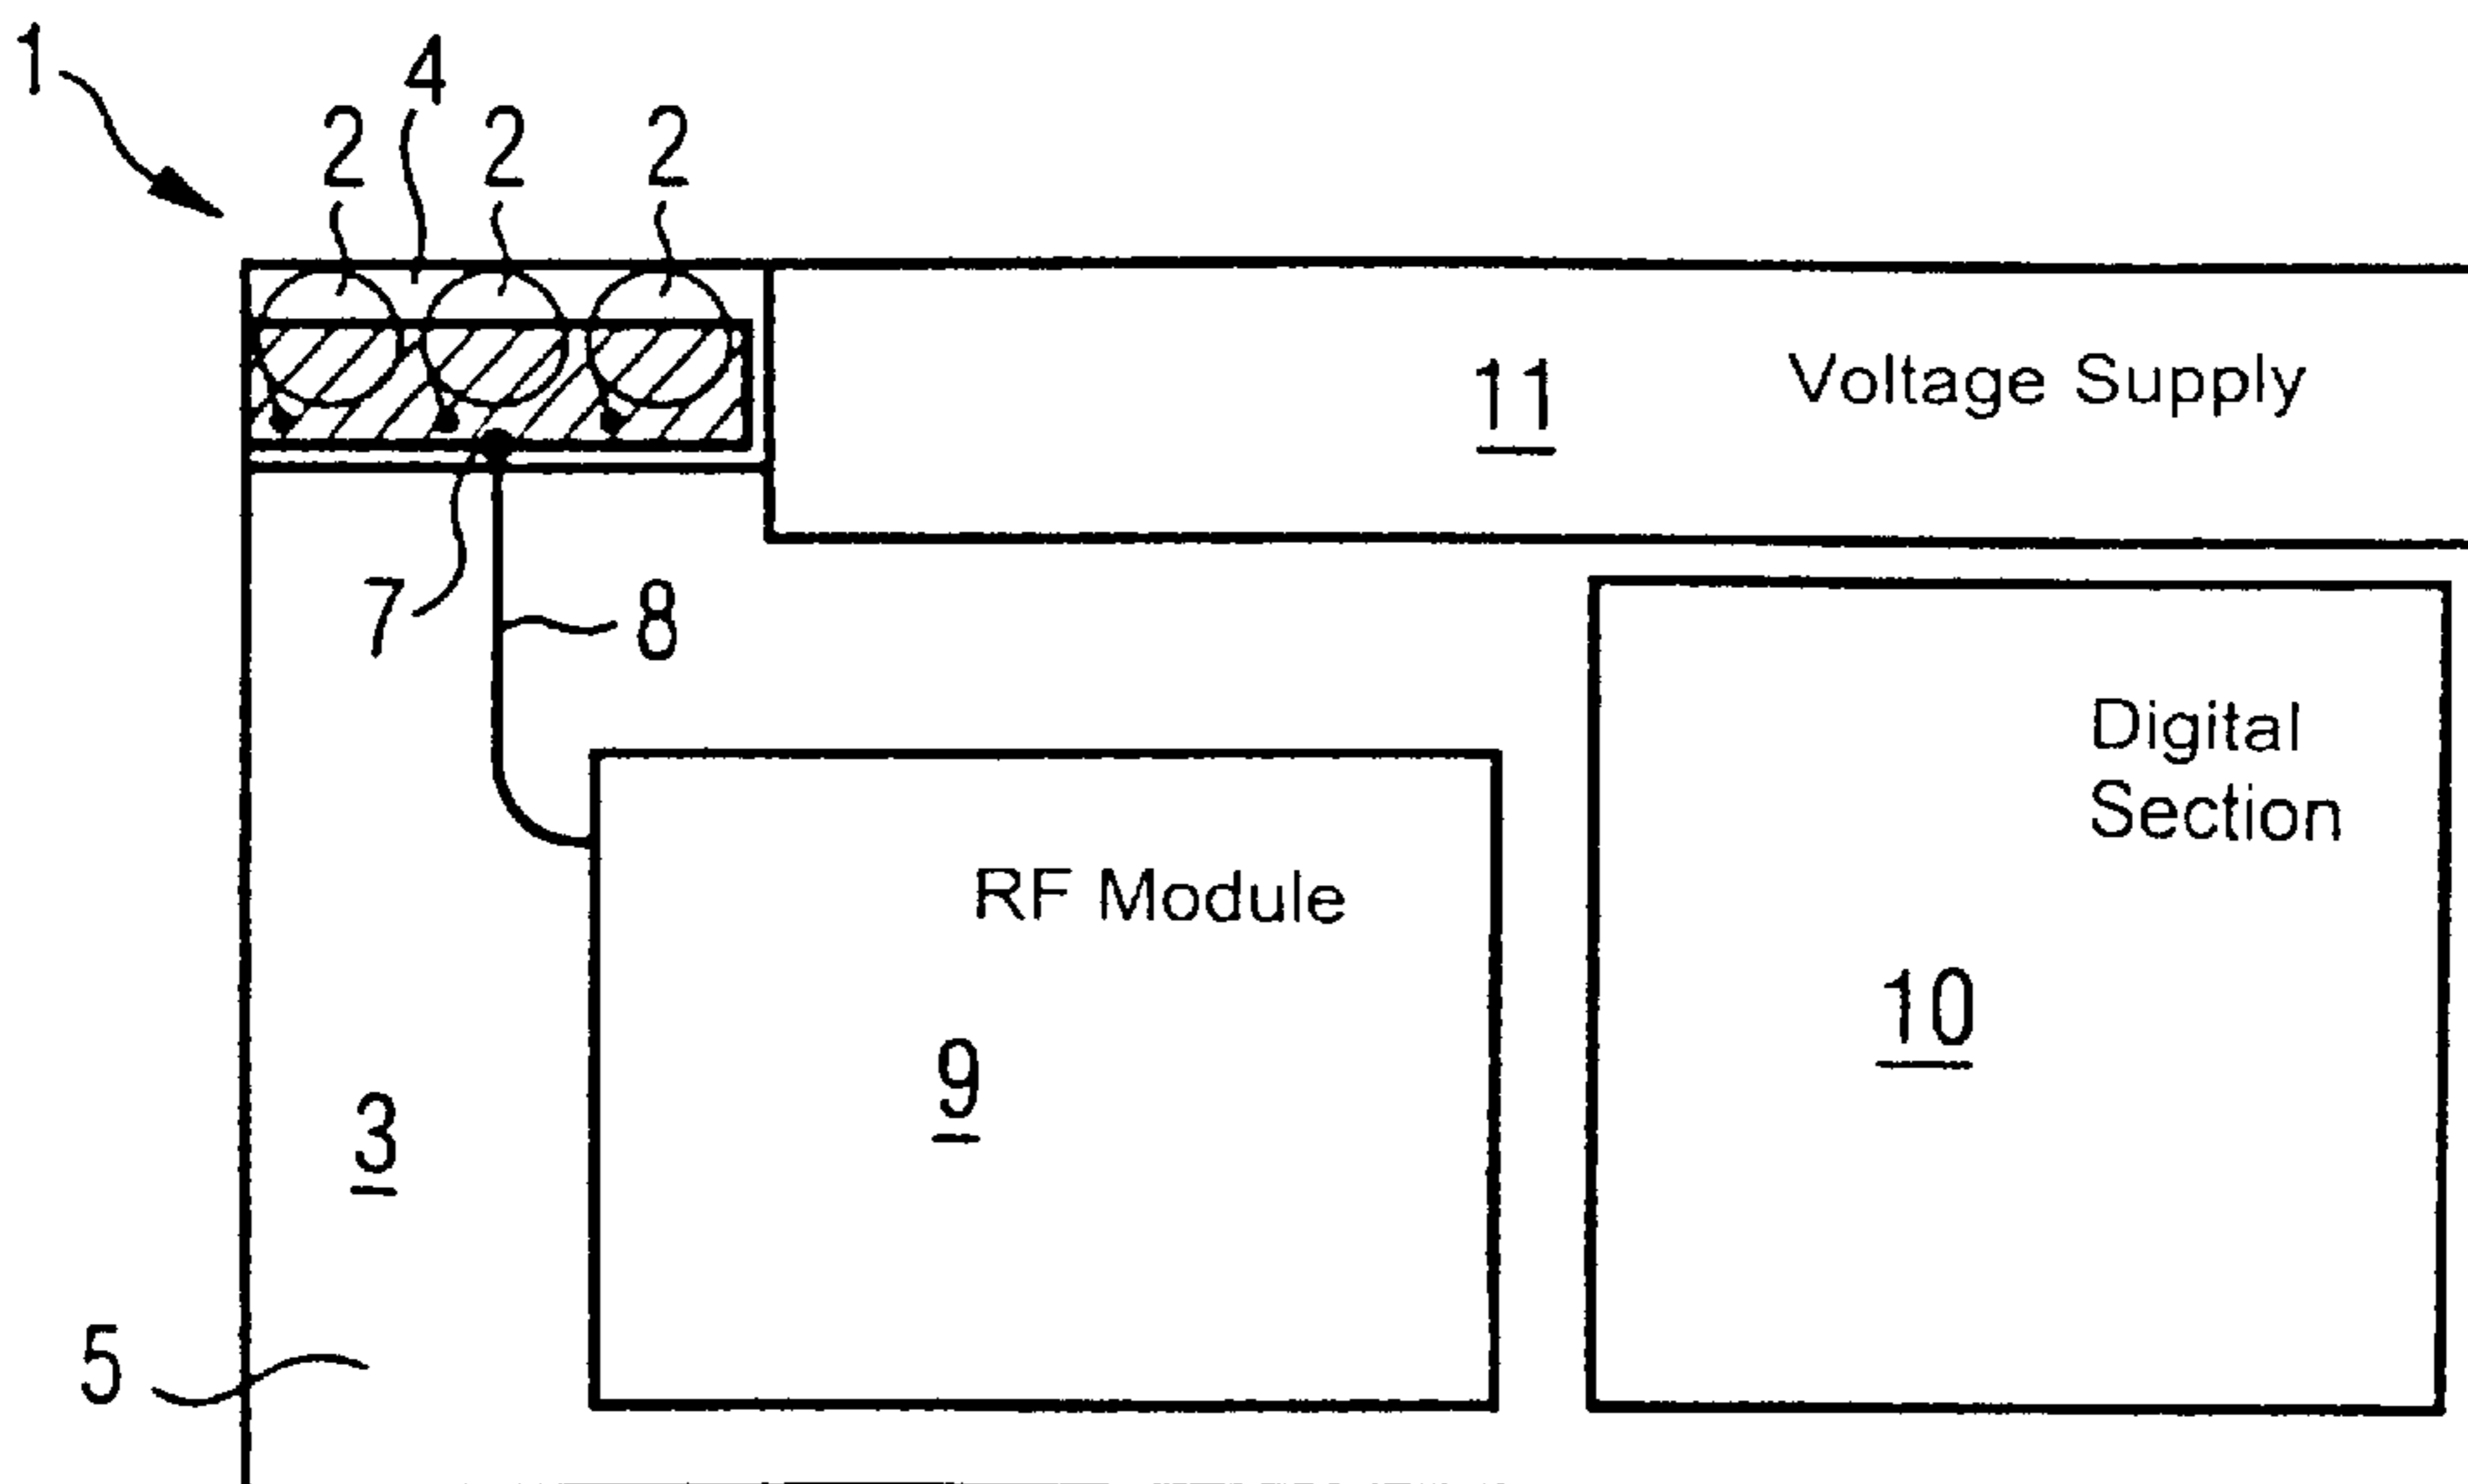 1
4
2 2 2
11 Voltage Supply
7 8
Digital
Section
RF Module
10
9
3
5